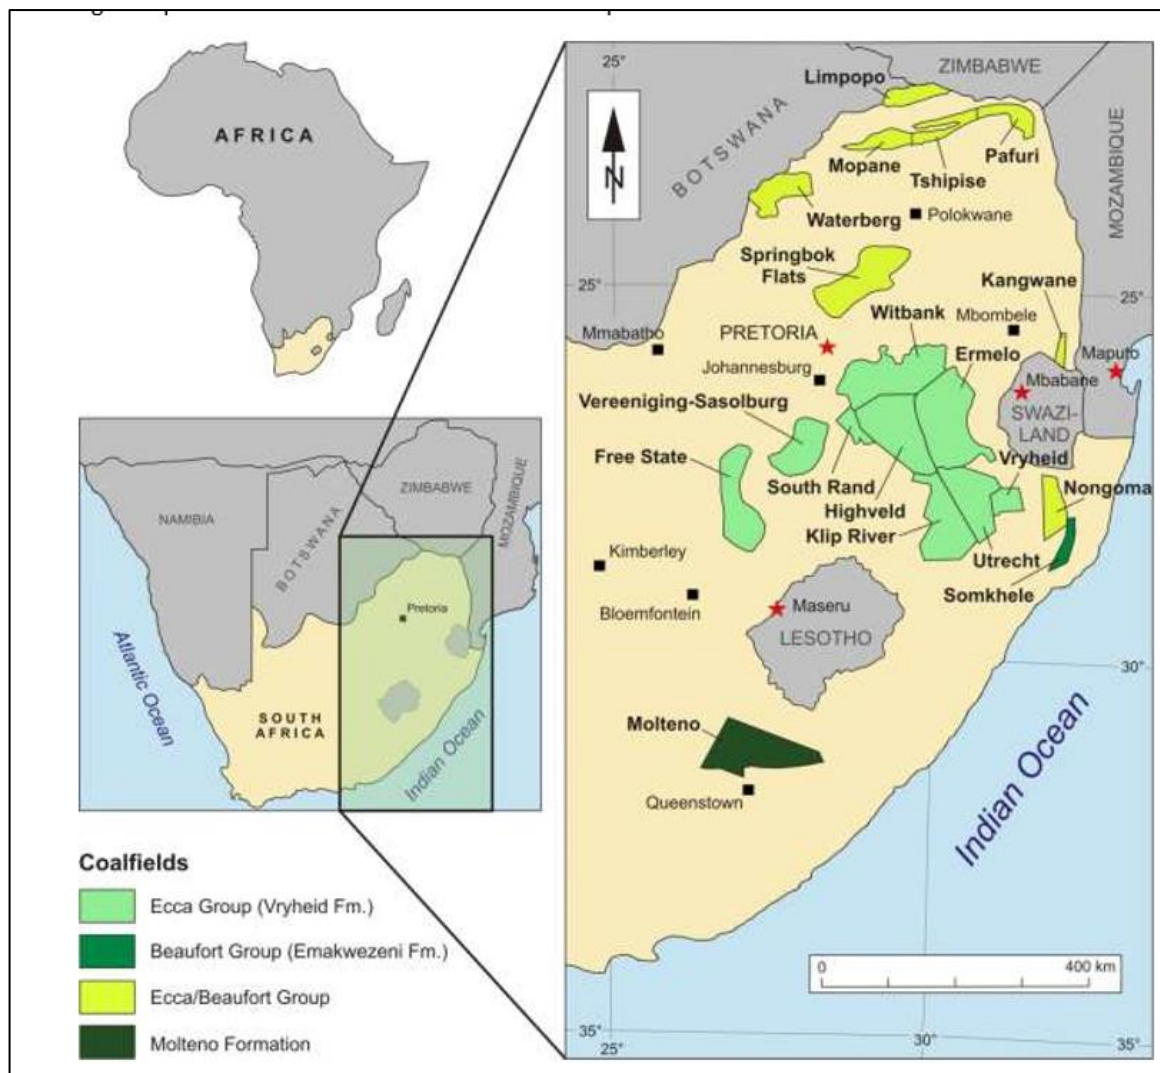 AFRICA
NAMIBIA
BOTSWANA
ZIMBABWE
MOZAMBIQUE
Pretoria
SOUTH
AFRICA
Atlantic Ocean
Indian Ocean
Coalfields
Ecca Group (Vryheid Fm.)
Beaufort Group (Emakwezeni Fm.)
Ecca/Beaufort Group
Molteno Formation
25°
ZIMBABWE
Limpopo
BOTSWANA
MOZAMBIQUE
N
Mopane
Tshipise
Pafuri
Waterberg
Polokwane
Springbok
Flats
Kangwane
25°
25°
Witbank
Mbombele
Mmabatho
PRETORIA
Ermelo
Maputo
Johannesburg
Mbabane
Vereeniging-Sasolburg
SWAZI-
LAND
Free State
Vryheid
South Rand
Nongoma
Highveld
Klip River
Kimberley
Utrecht
Somkhele
Bloemfontein
Maseru
LESOTHO
30°
Molteno
Queenstown
Indian Ocean
0
400 km
35°
25°
30°
35°